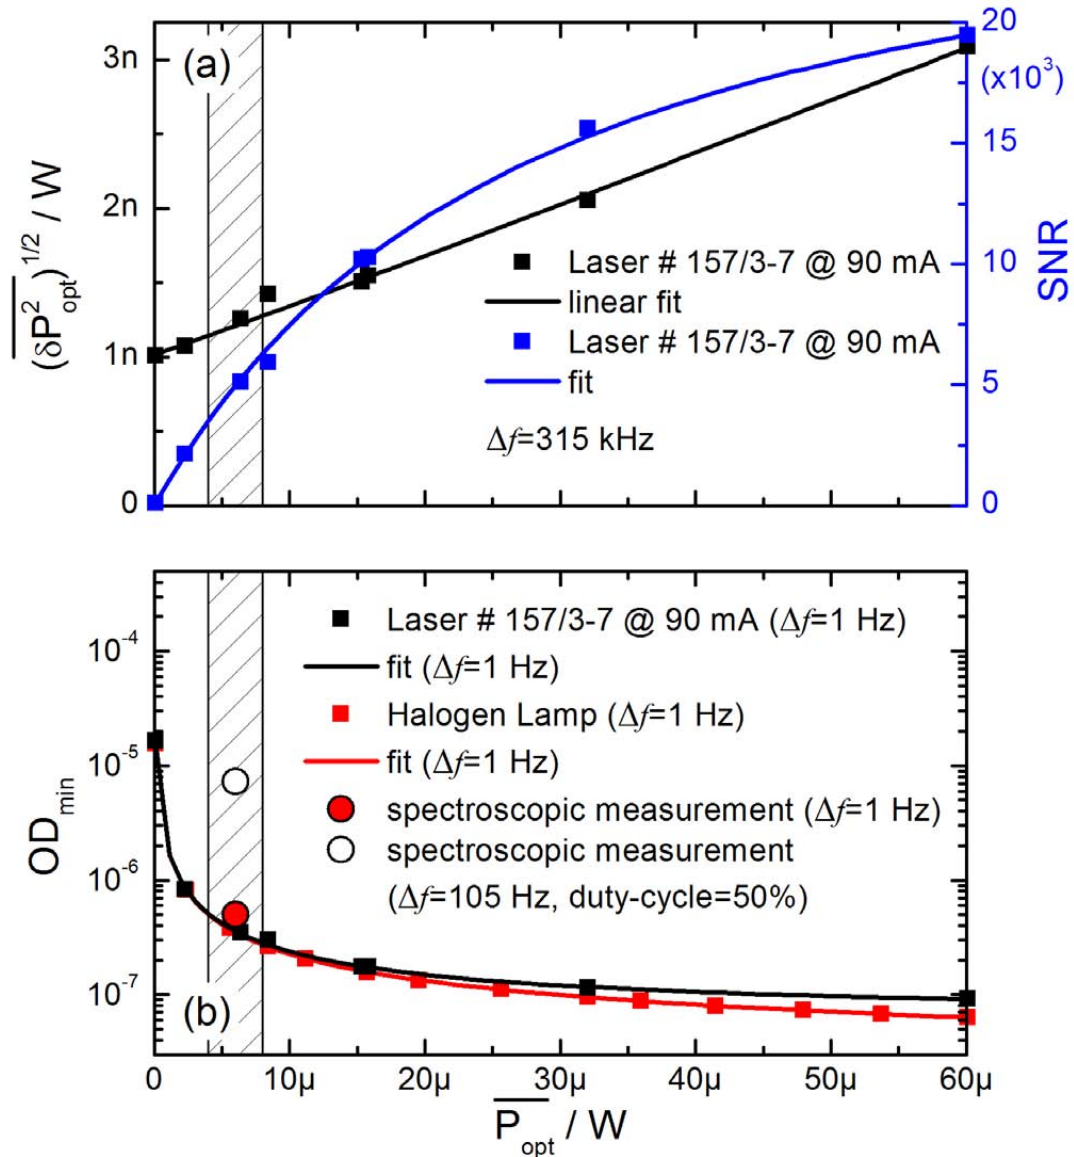 (a)
3n
2n
1n
0
(δP²opt)¹ᐟ² / W
20
(x10³)
15
10
5
0
SNR
Laser # 157/3-7 @ 90 mA
linear fit
Laser # 157/3-7 @ 90 mA
fit
Δf=315 kHz
Laser # 157/3-7 @ 90 mA (Δf=1 Hz)
fit (Δf=1 Hz)
Halogen Lamp (Δf=1 Hz)
fit (Δf=1 Hz)
spectroscopic measurement (Δf=1 Hz)
spectroscopic measurement
(Δf=105 Hz, duty-cycle=50%)
10⁻⁴
10⁻⁵
10⁻⁶
10⁻⁷
ODmin
(b)
0 10µ 20µ 30µ 40µ 50µ 60µ
Popt / W